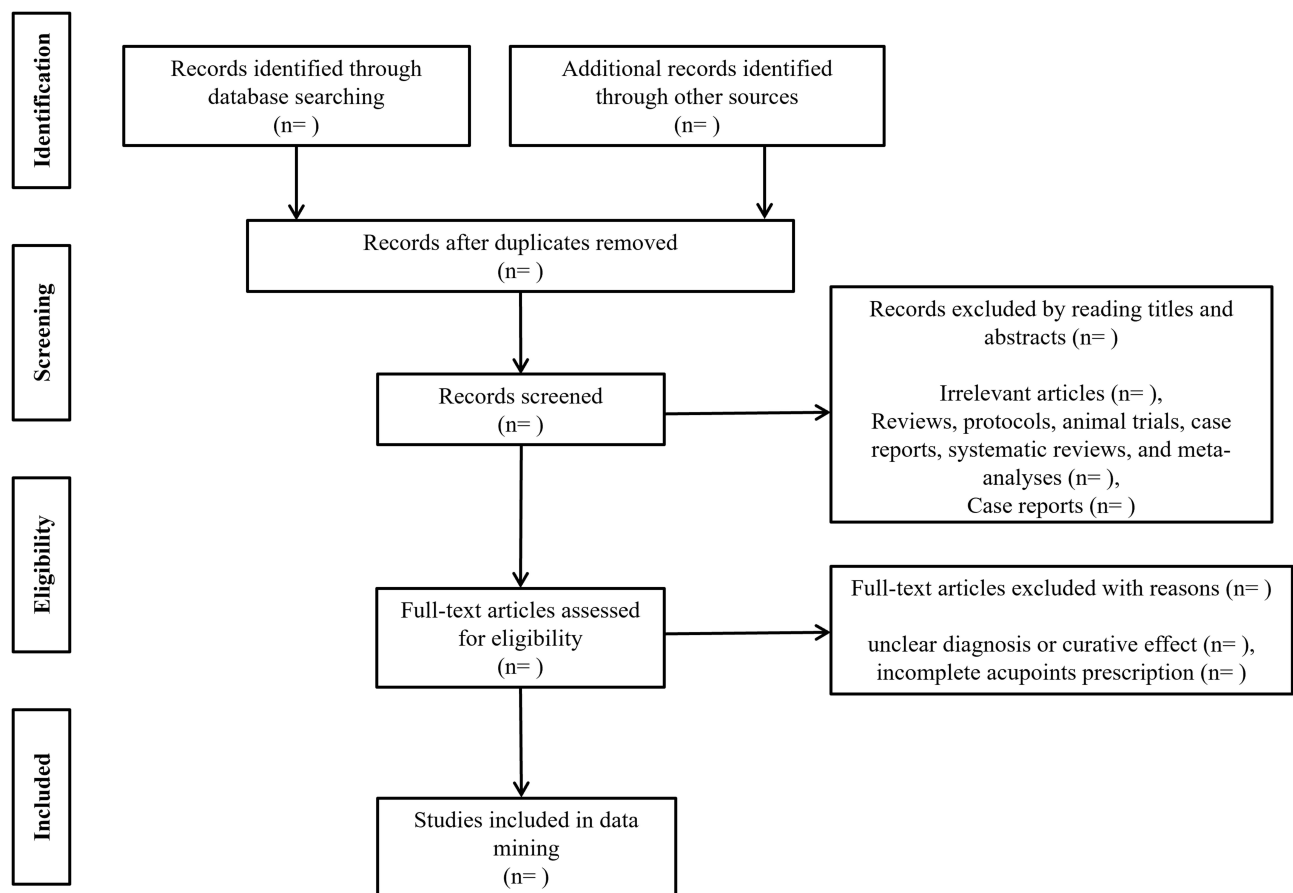 Identification
Records identified through
database searching
(n= )
Additional records identified
through other sources
(n= )
Records after duplicates removed
(n= )
Screening
Records screened
(n= )
Records excluded by reading titles and
abstracts (n= )
Irrelevant articles (n= ),
Reviews, protocols, animal trials, case
reports, systematic reviews, and meta-
analyses (n= ),
Case reports (n= )
Eligibility
Full-text articles assessed
for eligibility
(n= )
Full-text articles excluded with reasons (n= )
unclear diagnosis or curative effect (n= ),
incomplete acupoints prescription (n= )
Included
Studies included in data
mining
(n= )